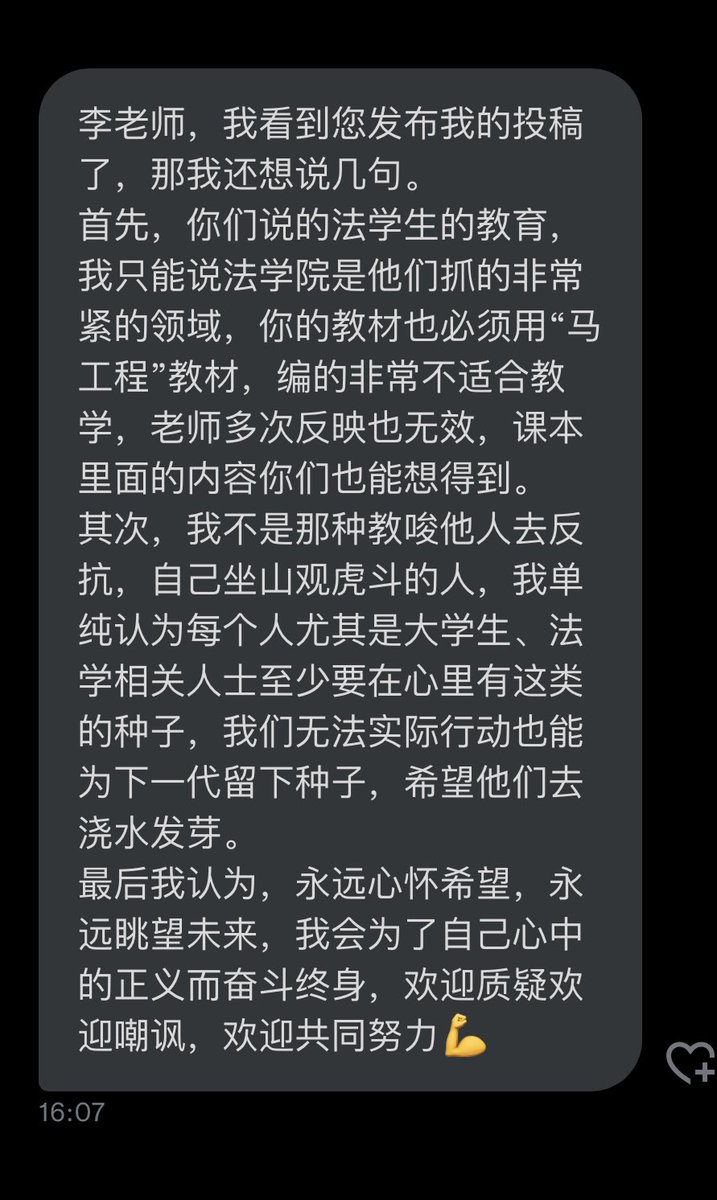 李老师，我看到您发布我的投稿
了，那我还想说几句。
首先，你们说的法学生的教育，
我只能说法学院是他们抓的非常
紧的领域，你的教材也必须用“马
工程”教材，编的非常不适合教
学，老师多次反映也无效，课本
里面的内容你们也能想得到。
其次，我不是那种教唆他人去反
抗，自己坐山观虎斗的人，我单
纯认为每个人尤其是大学生、法
学相关人士至少要在心里有这类
的种子，我们无法实际行动也能
为下一代留下种子，希望他们去
浇水发芽。
最后我认为，永远心怀希望，永
远眺望未来，我会为了自己心中
的正义而奋斗终身，欢迎质疑欢
迎嘲讽，欢迎共同努力💪
16:07